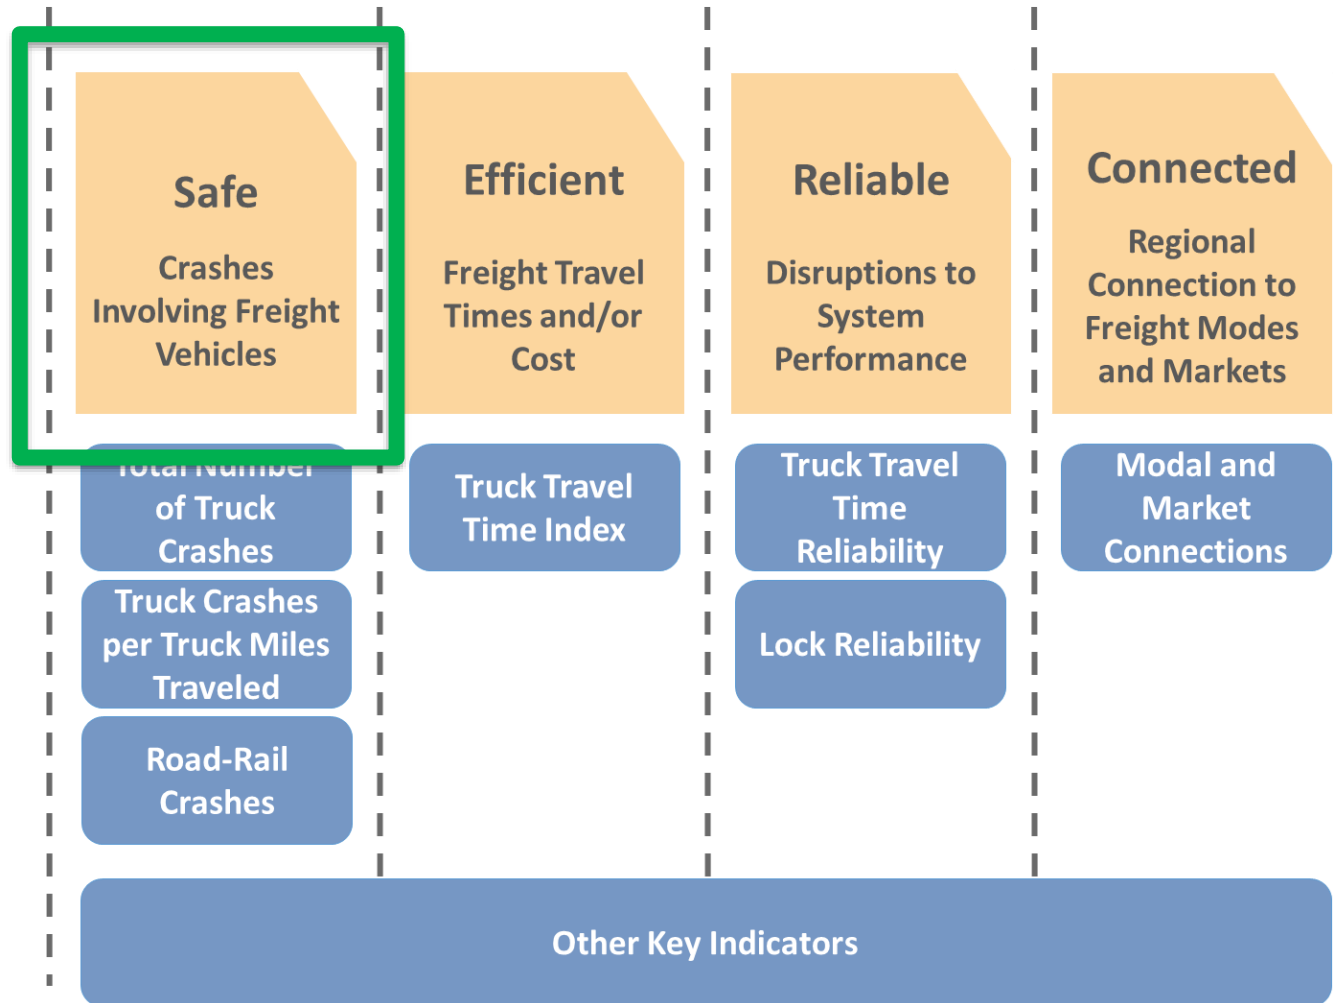 Safe
Crashes
Involving Freight
Vehicles
Efficient
Freight Travel
Times and/or
Cost
Reliable
Disruptions to
System
Performance
Connected
Regional
Connection to
Freight Modes
and Markets
Total Number
of Truck
Crashes
Truck Crashes
per Truck Miles
Traveled
Road-Rail
Crashes
Truck Travel
Time Index
Truck Travel
Time
Reliability
Lock Reliability
Modal and
Market
Connections
Other Key Indicators